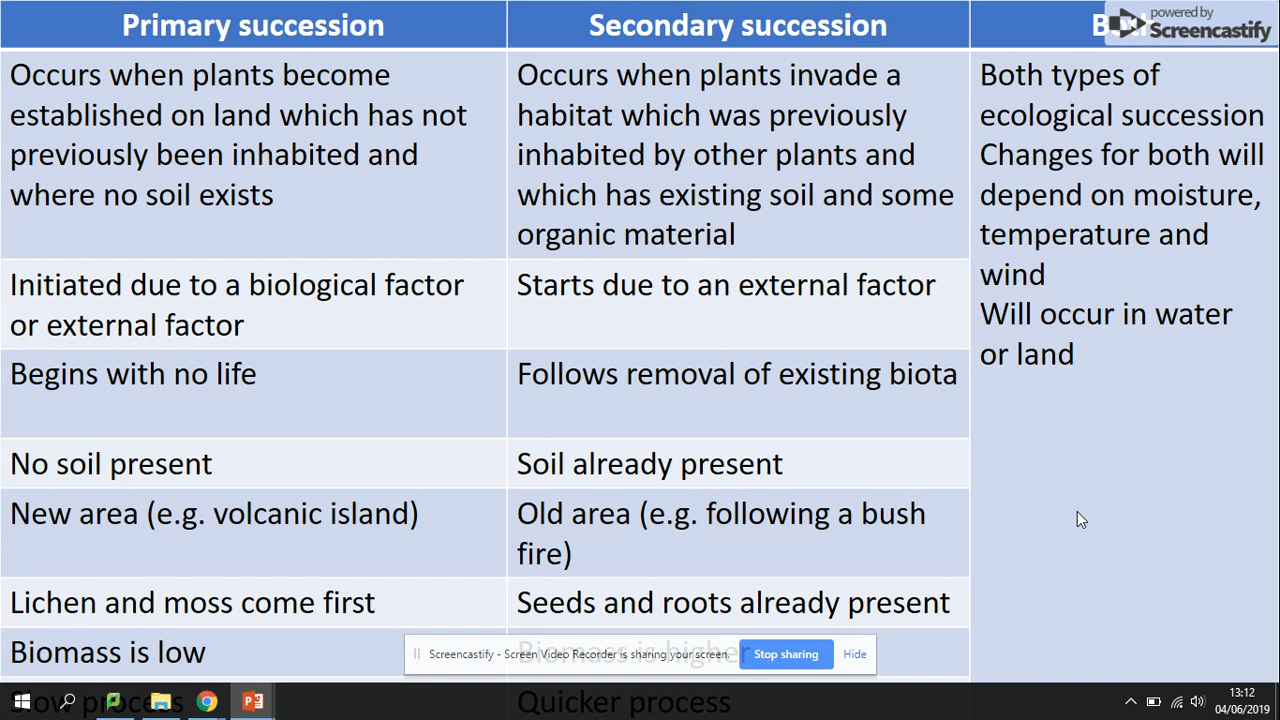 Primary succession
Secondary succession
powered by
Screencastify
Occurs when plants become
established on land which has not
previously been inhabited and
where no soil exists
Occurs when plants invade a
habitat which was previously
inhabited by other plants and
which has existing soil and some
organic material
Both types of
ecological succession
Changes for both will
depend on moisture,
temperature and
wind
Will occur in water
or land
Initiated due to a biological factor
or external factor
Starts due to an external factor
Begins with no life
Follows removal of existing biota
No soil present
Soil already present
New area (e.g. volcanic island)
Old area (e.g. following a bush
fire)
Lichen and moss come first
Seeds and roots already present
Biomass is low
Biomass is higher
Screencastify - Screen Video Recorder is sharing your screen.
Stop sharing
Hide
Slow process
Quicker process
13:12
04/06/2019